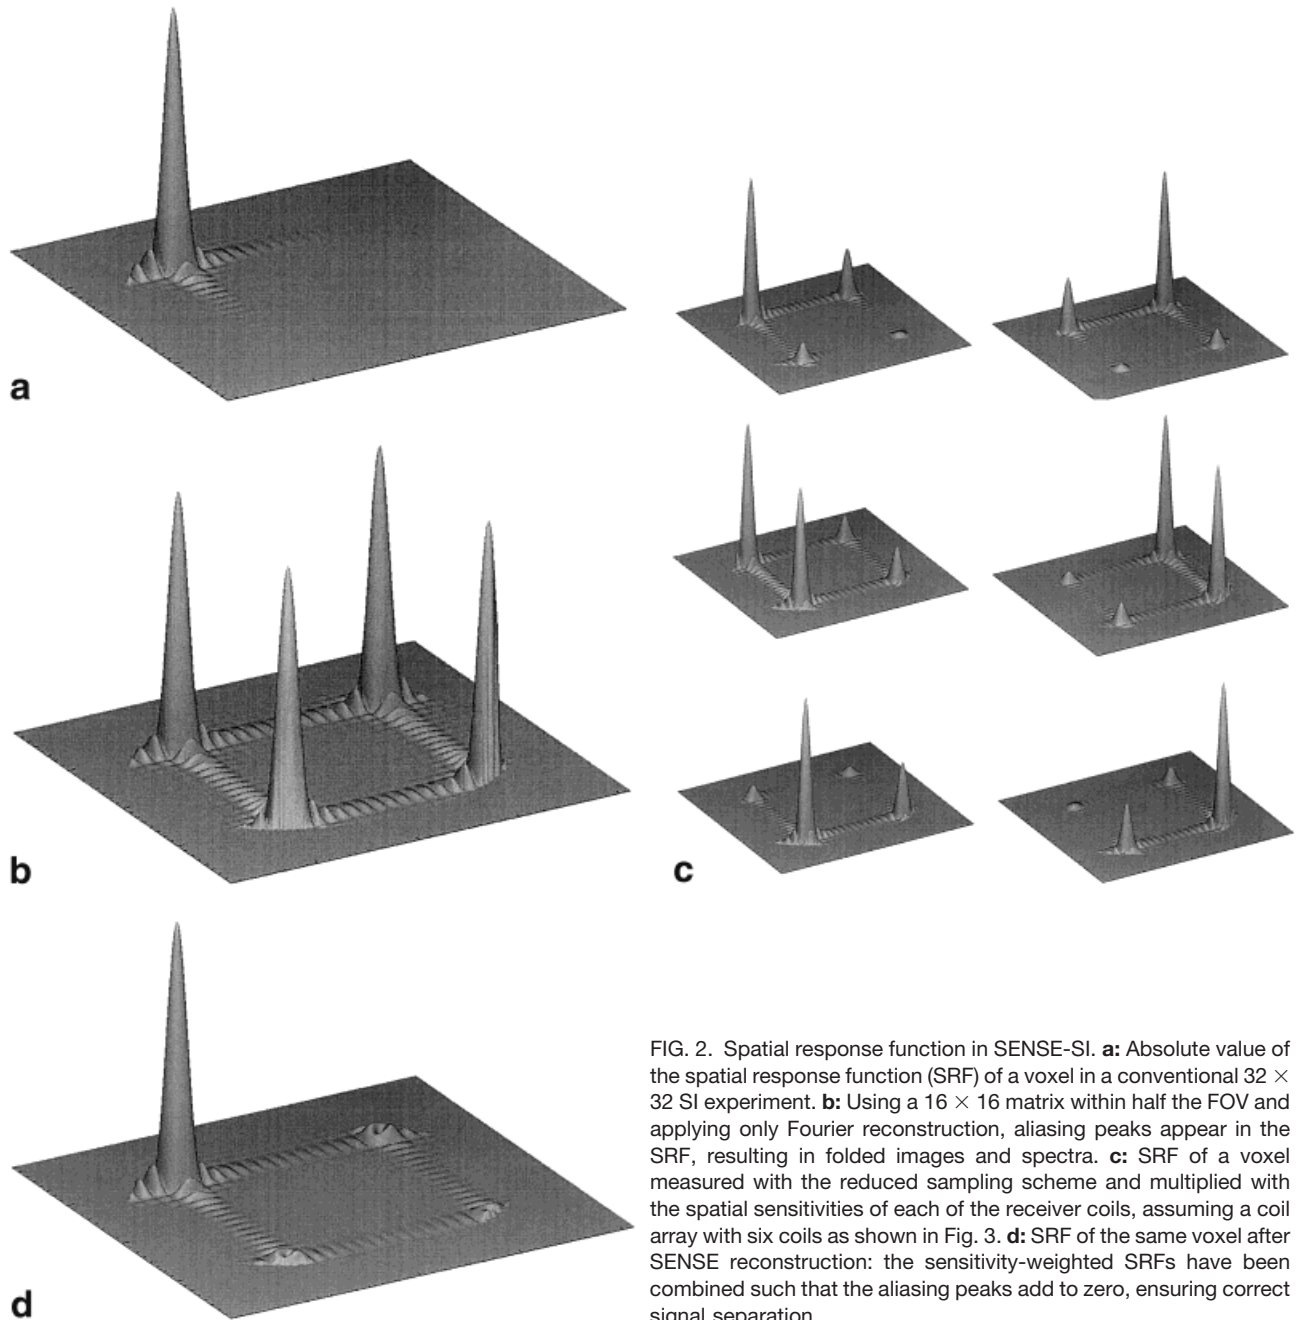 a
b
c
d
FIG. 2. Spatial response function in SENSE-SI. a: Absolute value of
the spatial response function (SRF) of a voxel in a conventional 32 ×
32 SI experiment. b: Using a 16 × 16 matrix within half the FOV and
applying only Fourier reconstruction, aliasing peaks appear in the
SRF, resulting in folded images and spectra. c: SRF of a voxel
measured with the reduced sampling scheme and multiplied with
the spatial sensitivities of each of the receiver coils, assuming a coil
array with six coils as shown in Fig. 3. d: SRF of the same voxel after
SENSE reconstruction: the sensitivity-weighted SRFs have been
combined such that the aliasing peaks add to zero, ensuring correct
signal separation